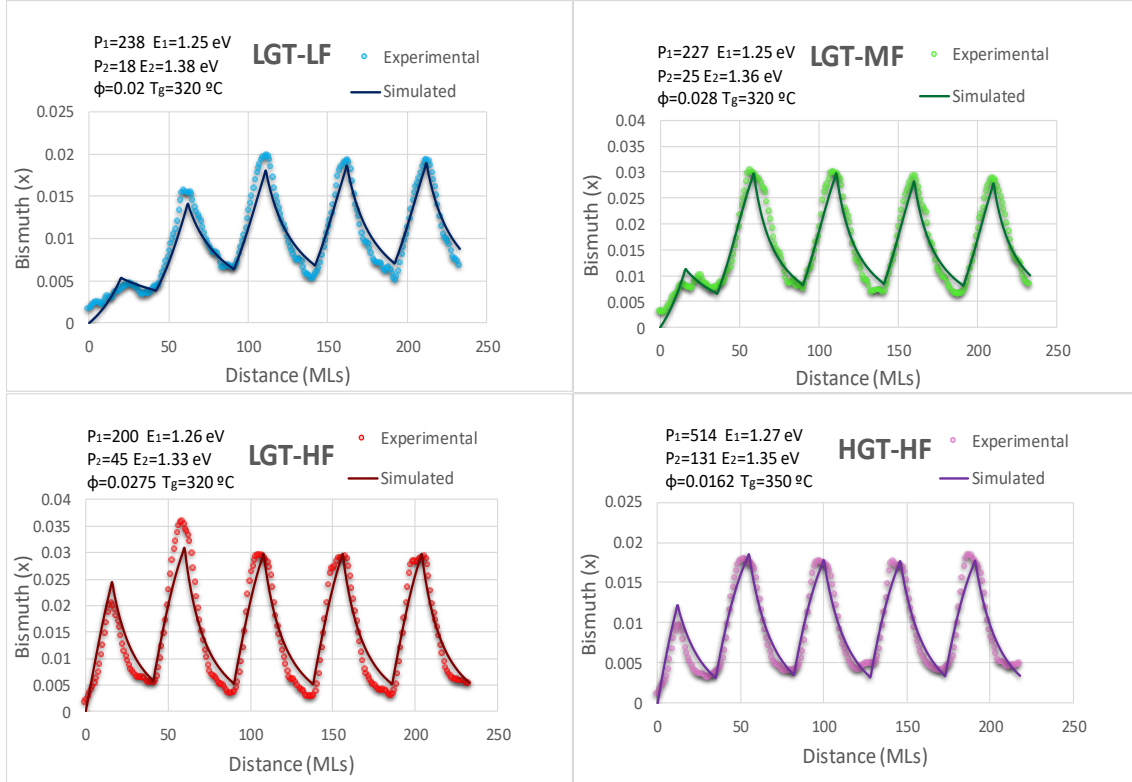 P₁=238 E₁=1.25 eV
P₂=18 E₂=1.38 eV
ϕ=0.02 Tg=320 ºC
LGT-LF
Experimental
Simulated
0.025
0.02
0.015
0.01
0.005
0
Bismuth (x)
0 50 100 150 200 250
Distance (MLs)
P₁=227 E₁=1.25 eV
P₂=25 E₂=1.36 eV
ϕ=0.028 Tg=320 ºC
LGT-MF
Experimental
Simulated
0.04
0.035
0.03
0.025
0.02
0.015
0.01
0.005
0
Bismuth (x)
0 50 100 150 200 250
Distance (MLs)
P₁=200 E₁=1.26 eV
P₂=45 E₂=1.33 eV
ϕ=0.0275 Tg=320 ºC
LGT-HF
Experimental
Simulated
0.04
0.035
0.03
0.025
0.02
0.015
0.01
0.005
0
Bismuth (x)
0 50 100 150 200 250
Distance (MLs)
P₁=514 E₁=1.27 eV
P₂=131 E₂=1.35 eV
ϕ=0.0162 Tg=350 ºC
HGT-HF
Experimental
Simulated
0.025
0.02
0.015
0.01
0.005
0
Bismuth (x)
0 50 100 150 200 250
Distance (MLs)